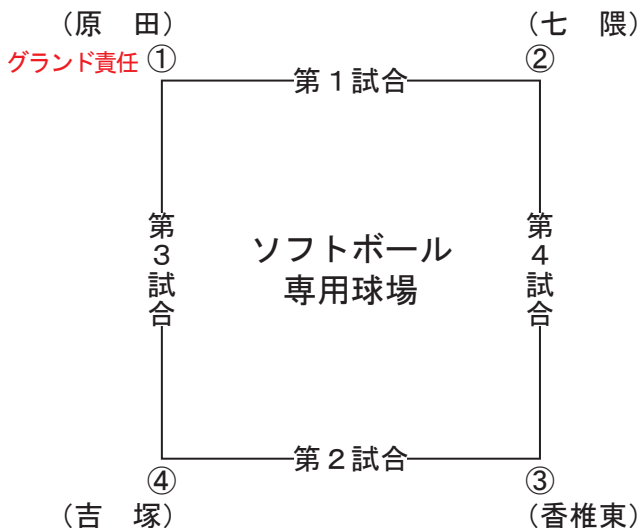 （原　田）
（七　隈）
グランド責任 ①
②
第１試合
第３試合
ソフトボール
専用球場
第４試合
第２試合
④
③
（吉　塚）
（香椎東）